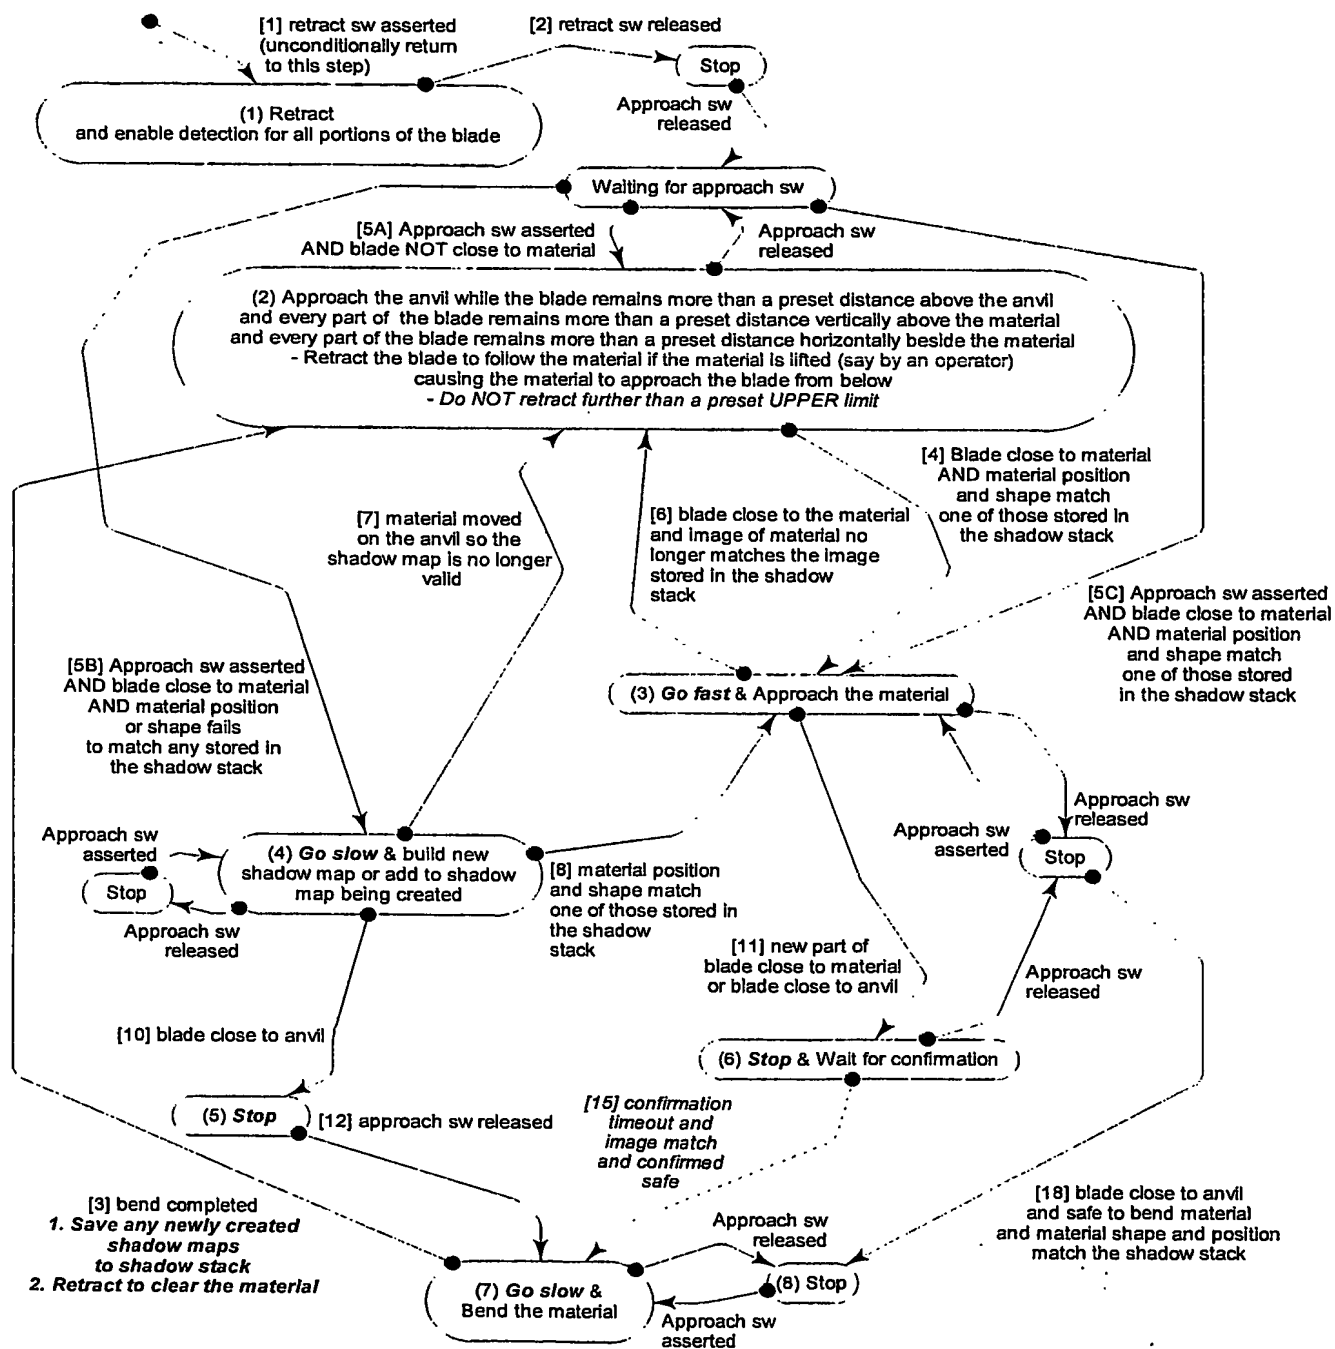 [1] retract sw asserted
(unconditionally return
to this step)
[2] retract sw released
Stop
Approach sw
released
(1) Retract
and enable detection for all portions of the blade
Waiting for approach sw
[5A] Approach sw asserted
AND blade NOT close to material
Approach sw
released
(2) Approach the anvil while the blade remains more than a preset distance above the anvil
and every part of the blade remains more than a preset distance vertically above the material
and every part of the blade remains more than a preset distance horizontally beside the material
- Retract the blade to follow the material if the material is lifted (say by an operator)
causing the material to approach the blade from below
- Do NOT retract further than a preset UPPER limit
[4] Blade close to material
AND material position
and shape match
one of those stored in
the shadow stack
[7] material moved
on the anvil so the
shadow map is no longer
valid
[6] blade close to the material
and image of material no
longer matches the image
stored in the shadow
stack
[5C] Approach sw asserted
AND blade close to material
AND material position
and shape match
one of those stored
in the shadow stack
[5B] Approach sw asserted
AND blade close to material
AND material position
or shape fails
to match any stored in
the shadow stack
(3) Go fast & Approach the material
Approach sw
released
Approach sw
asserted
Stop
Approach sw
asserted
Stop
Approach sw
released
(4) Go slow & build new
shadow map or add to shadow
map being created
[8] material position
and shape match
one of those stored in
the shadow
stack
[11] new part of
blade close to material
or blade close to anvil
Approach sw
released
[10] blade close to anvil
(6) Stop & Wait for confirmation
(5) Stop
[12] approach sw released
[15] confirmation
timeout and
image match
and confirmed
safe
[3] bend completed
1. Save any newly created
shadow maps
to shadow stack
2. Retract to clear the material
[18] blade close to anvil
and safe to bend material
and material shape and position
match the shadow stack
Approach sw
released
(7) Go slow &
Bend the material
(8) Stop
Approach sw
asserted